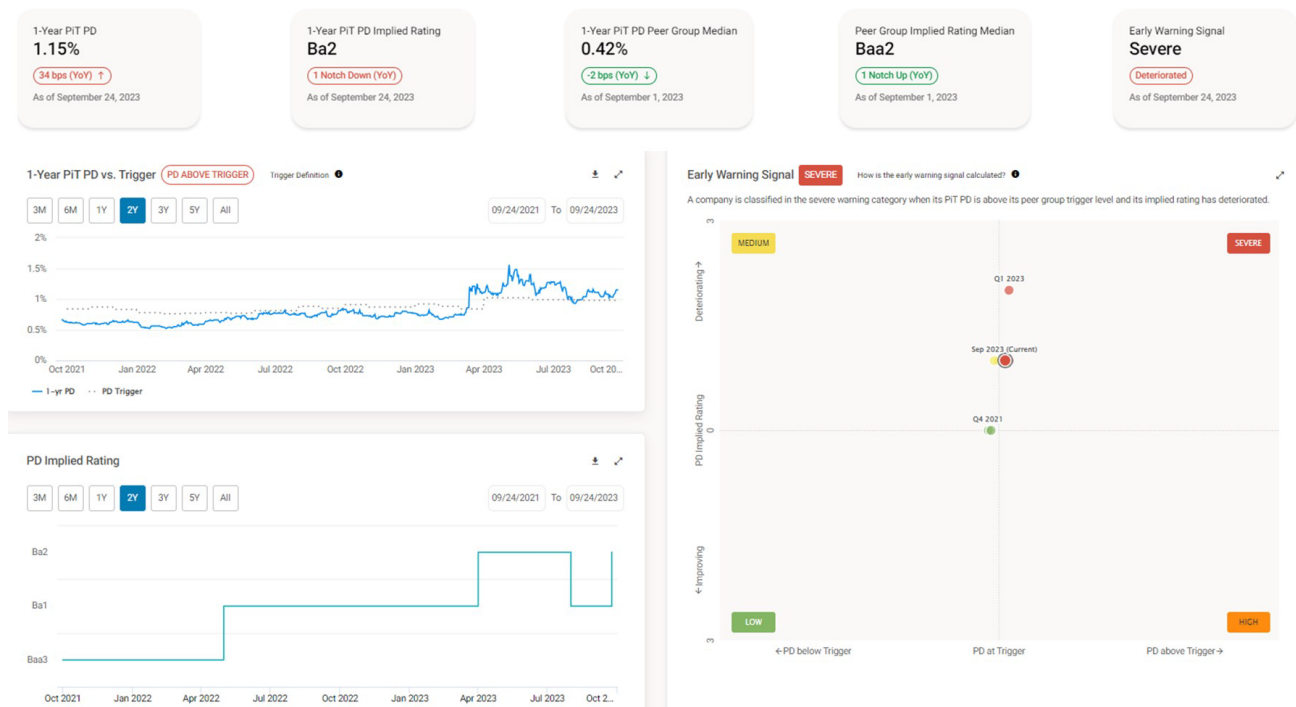 1-Year PiT PD
1.15%
34 bps (YoY) ↑
As of September 24, 2023
1-Year PiT PD Implied Rating
Ba2
1 Notch Down (YoY)
As of September 24, 2023
1-Year PiT PD Peer Group Median
0.42%
-2 bps (YoY) ↓
As of September 1, 2023
Peer Group Implied Rating Median
Baa2
1 Notch Up (YoY)
As of September 1, 2023
Early Warning Signal
Severe
Deteriorated
As of September 24, 2023
1-Year PiT PD vs. Trigger PD ABOVE TRIGGER Trigger Definition
3M 6M 1Y 2Y 3Y 5Y All 09/24/2021 To 09/24/2023
2%
1.5%
1%
0.5%
0%
Oct 2021 Jan 2022 Apr 2022 Jul 2022 Oct 2022 Jan 2023 Apr 2023 Jul 2023 Oct 20...
1-yr PD PD Trigger
PD Implied Rating
3M 6M 1Y 2Y 3Y 5Y All 09/24/2021 To 09/24/2023
Ba2
Ba1
Baa3
Oct 2021 Jan 2022 Apr 2022 Jul 2022 Oct 2022 Jan 2023 Apr 2023 Jul 2023 Oct 2...
Early Warning Signal SEVERE How is the early warning signal calculated?
A company is classified in the severe warning category when its PiT PD is above its peer group trigger level and its implied rating has deteriorated.
3
MEDIUM SEVERE
Deteriorating→
Q1 2023
Sep 2023 (Current)
Q4 2021
PD Implied Rating
0
←Improving
LOW HIGH
3
←PD below Trigger PD at Trigger PD above Trigger→